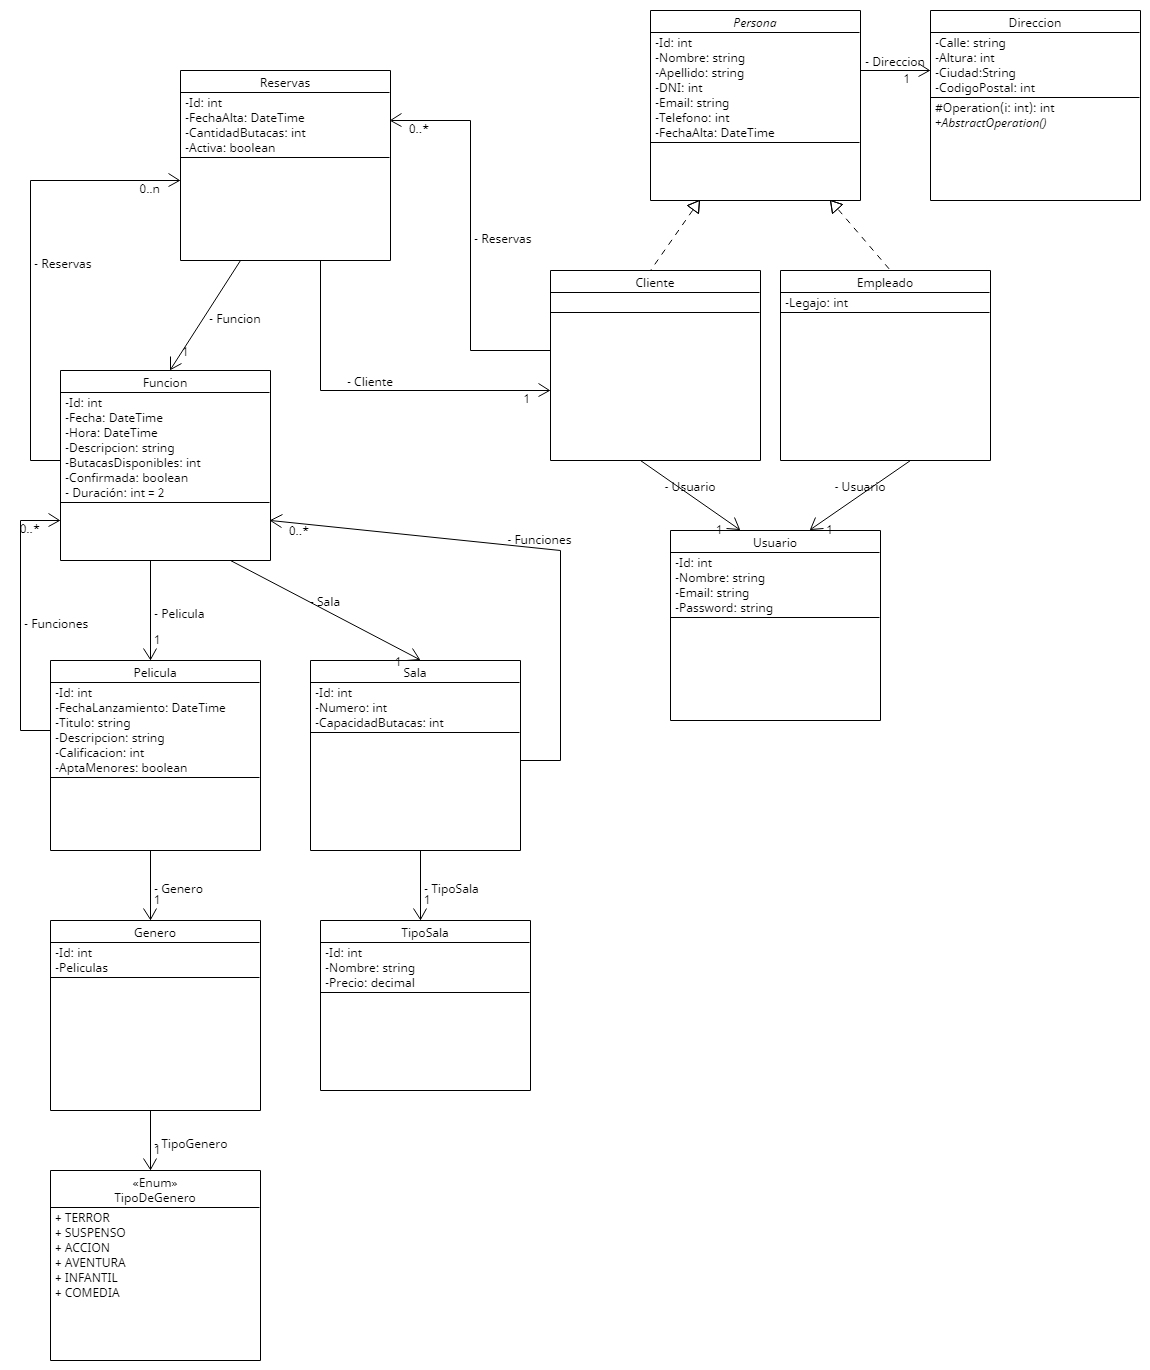 Persona
-Id: int
-Nombre: string
-Apellido: string
-DNI: int
-Email: string
-Telefono: int
-FechaAlta: DateTime
- Direccion
1
Direccion
-Calle: string
-Altura: int
-Ciudad:String
-CodigoPostal: int
#Operation(i: int): int
+AbstractOperation()
Reservas
-Id: int
-FechaAlta: DateTime
-CantidadButacas: int
-Activa: boolean
0..*
0..n
- Reservas
- Reservas
- Funcion
1
- Cliente
1
Cliente
Empleado
-Legajo: int
Funcion
-Id: int
-Fecha: DateTime
-Hora: DateTime
-Descripcion: string
-ButacasDisponibles: int
-Confirmada: boolean
- Duración: int = 2
- Usuario
1
- Usuario
1
Usuario
-Id: int
-Nombre: string
-Email: string
-Password: string
0..*
0..*
- Funciones
- Funciones
- Pelicula
1
- Sala
1
Pelicula
-Id: int
-FechaLanzamiento: DateTime
-Titulo: string
-Descripcion: string
-Calificacion: int
-AptaMenores: boolean
Sala
-Id: int
-Numero: int
-CapacidadButacas: int
- Genero
1
- TipoSala
1
Genero
-Id: int
-Peliculas
TipoSala
-Id: int
-Nombre: string
-Precio: decimal
- TipoGenero
1
«Enum»
TipoDeGenero
+ TERROR
+ SUSPENSO
+ ACCION
+ AVENTURA
+ INFANTIL
+ COMEDIA